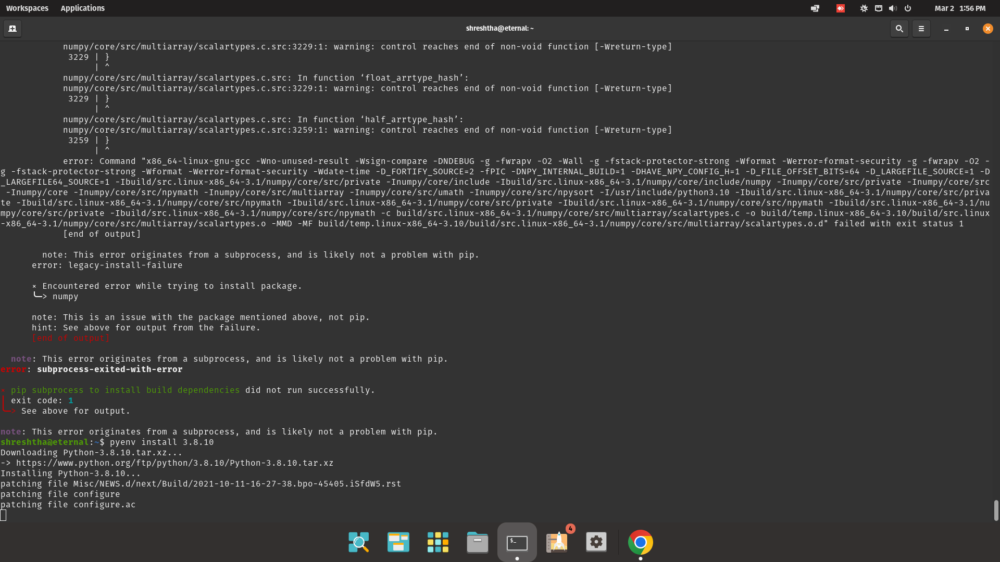 Workspaces Applications Mar 2 1:56 PM
shreshtha@eternal: ~
numpy/core/src/multiarray/scalartypes.c.src:3229:1: warning: control reaches end of non-void function [-Wreturn-type]
3229 | }
| ^
numpy/core/src/multiarray/scalartypes.c.src: In function ‘float_arrtype_hash’:
numpy/core/src/multiarray/scalartypes.c.src:3229:1: warning: control reaches end of non-void function [-Wreturn-type]
3229 | }
| ^
numpy/core/src/multiarray/scalartypes.c.src: In function ‘half_arrtype_hash’:
numpy/core/src/multiarray/scalartypes.c.src:3259:1: warning: control reaches end of non-void function [-Wreturn-type]
3259 | }
| ^
error: Command "x86_64-linux-gnu-gcc -Wno-unused-result -Wsign-compare -DNDEBUG -g -fwrapv -O2 -Wall -g -fstack-protector-strong -Wformat -Werror=format-security -g -fwrapv -O2 -
g -fstack-protector-strong -Wformat -Werror=format-security -Wdate-time -D_FORTIFY_SOURCE=2 -fPIC -DNPY_INTERNAL_BUILD=1 -DHAVE_NPY_CONFIG_H=1 -D_FILE_OFFSET_BITS=64 -D_LARGEFILE_SOURCE=1 -D
_LARGEFILE64_SOURCE=1 -Ibuild/src.linux-x86_64-3.1/numpy/core/src/private -Inumpy/core/include -Ibuild/src.linux-x86_64-3.1/numpy/core/include/numpy -Inumpy/core/src/private -Inumpy/core/src
-Inumpy/core -Inumpy/core/src/npymath -Inumpy/core/src/multiarray -Inumpy/core/src/umath -Inumpy/core/src/npysort -I/usr/include/python3.10 -Ibuild/src.linux-x86_64-3.1/numpy/core/src/priva
te -Ibuild/src.linux-x86_64-3.1/numpy/core/src/npymath -Ibuild/src.linux-x86_64-3.1/numpy/core/src/private -Ibuild/src.linux-x86_64-3.1/numpy/core/src/npymath -Ibuild/src.linux-x86_64-3.1/nu
mpy/core/src/private -Ibuild/src.linux-x86_64-3.1/numpy/core/src/npymath -c build/src.linux-x86_64-3.1/numpy/core/src/multiarray/scalartypes.c -o build/temp.linux-x86_64-3.10/build/src.linux
-x86_64-3.1/numpy/core/src/multiarray/scalartypes.o -MMD -MF build/temp.linux-x86_64-3.10/build/src.linux-x86_64-3.1/numpy/core/src/multiarray/scalartypes.o.d" failed with exit status 1
[end of output]
note: This error originates from a subprocess, and is likely not a problem with pip.
error: legacy-install-failure
× Encountered error while trying to install package.
╰─> numpy
note: This is an issue with the package mentioned above, not pip.
hint: See above for output from the failure.
[end of output]
note: This error originates from a subprocess, and is likely not a problem with pip.
error: subprocess-exited-with-error
× pip subprocess to install build dependencies did not run successfully.
│ exit code: 1
╰─> See above for output.
note: This error originates from a subprocess, and is likely not a problem with pip.
shreshtha@eternal:~$ pyenv install 3.8.10
Downloading Python-3.8.10.tar.xz...
-> https://www.python.org/ftp/python/3.8.10/Python-3.8.10.tar.xz
Installing Python-3.8.10...
patching file Misc/NEWS.d/next/Build/2021-10-11-16-27-38.bpo-45405.iSfdW5.rst
patching file configure
patching file configure.ac
$_
4